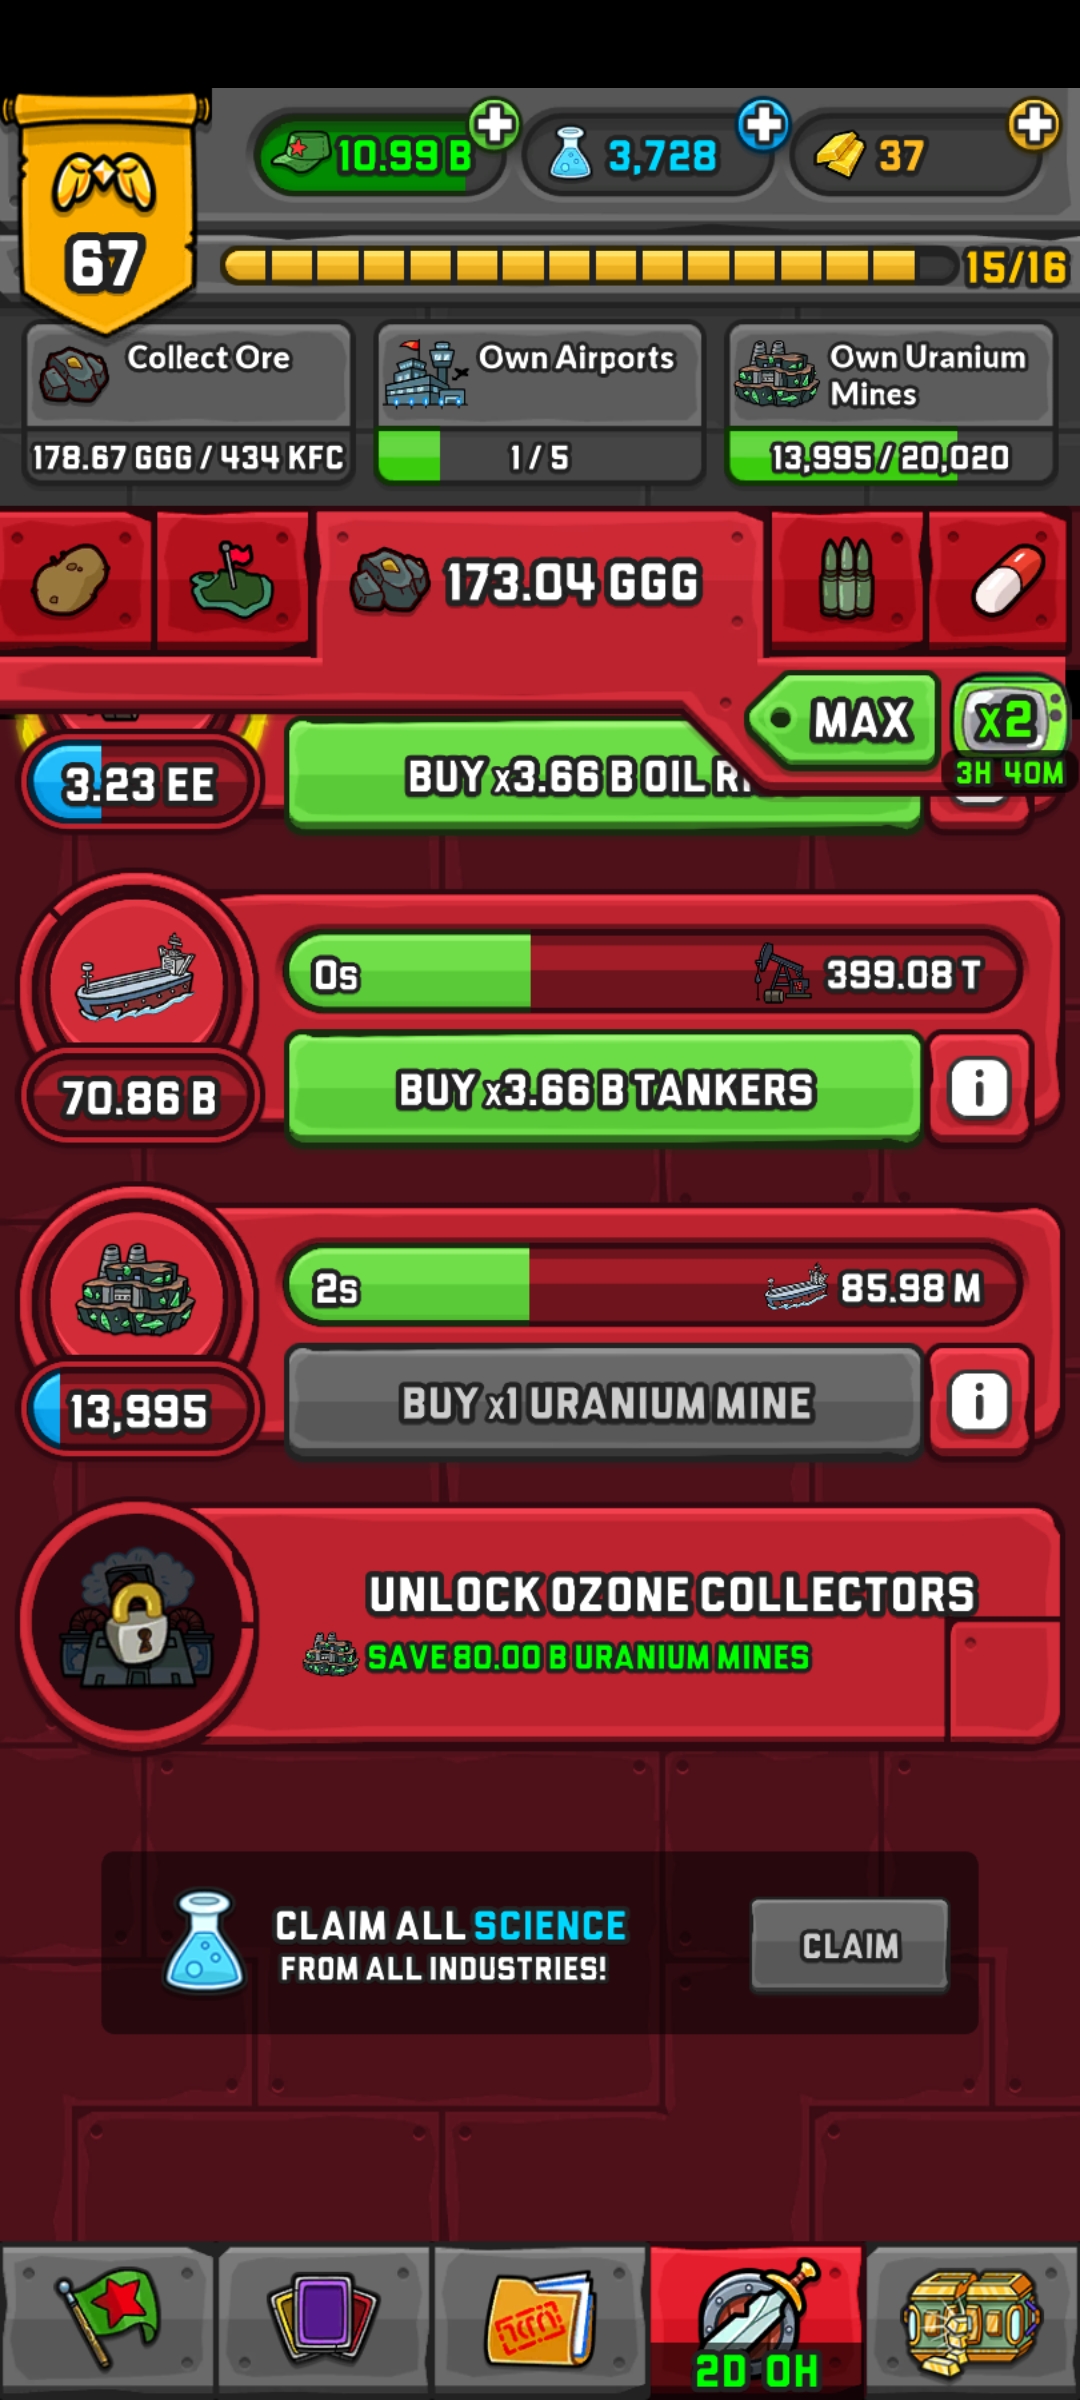 10.99 B
3,728
37
67
15/16
Collect Ore
178.67 GGG / 434 KFC
Own Airports
1 / 5
Own Uranium
Mines
13,995 / 20,020
173.04 GGG
MAX
x2
3H 40M
3.23 EE
BUY x3.66 B OIL
0s
399.08 T
70.86 B
BUY x3.66 B TANKERS
2s
85.98 M
13,995
BUY x1 URANIUM MINE
UNLOCK OZONE COLLECTORS
SAVE 80.00 B URANIUM MINES
CLAIM ALL SCIENCE
FROM ALL INDUSTRIES!
CLAIM
2D 0H